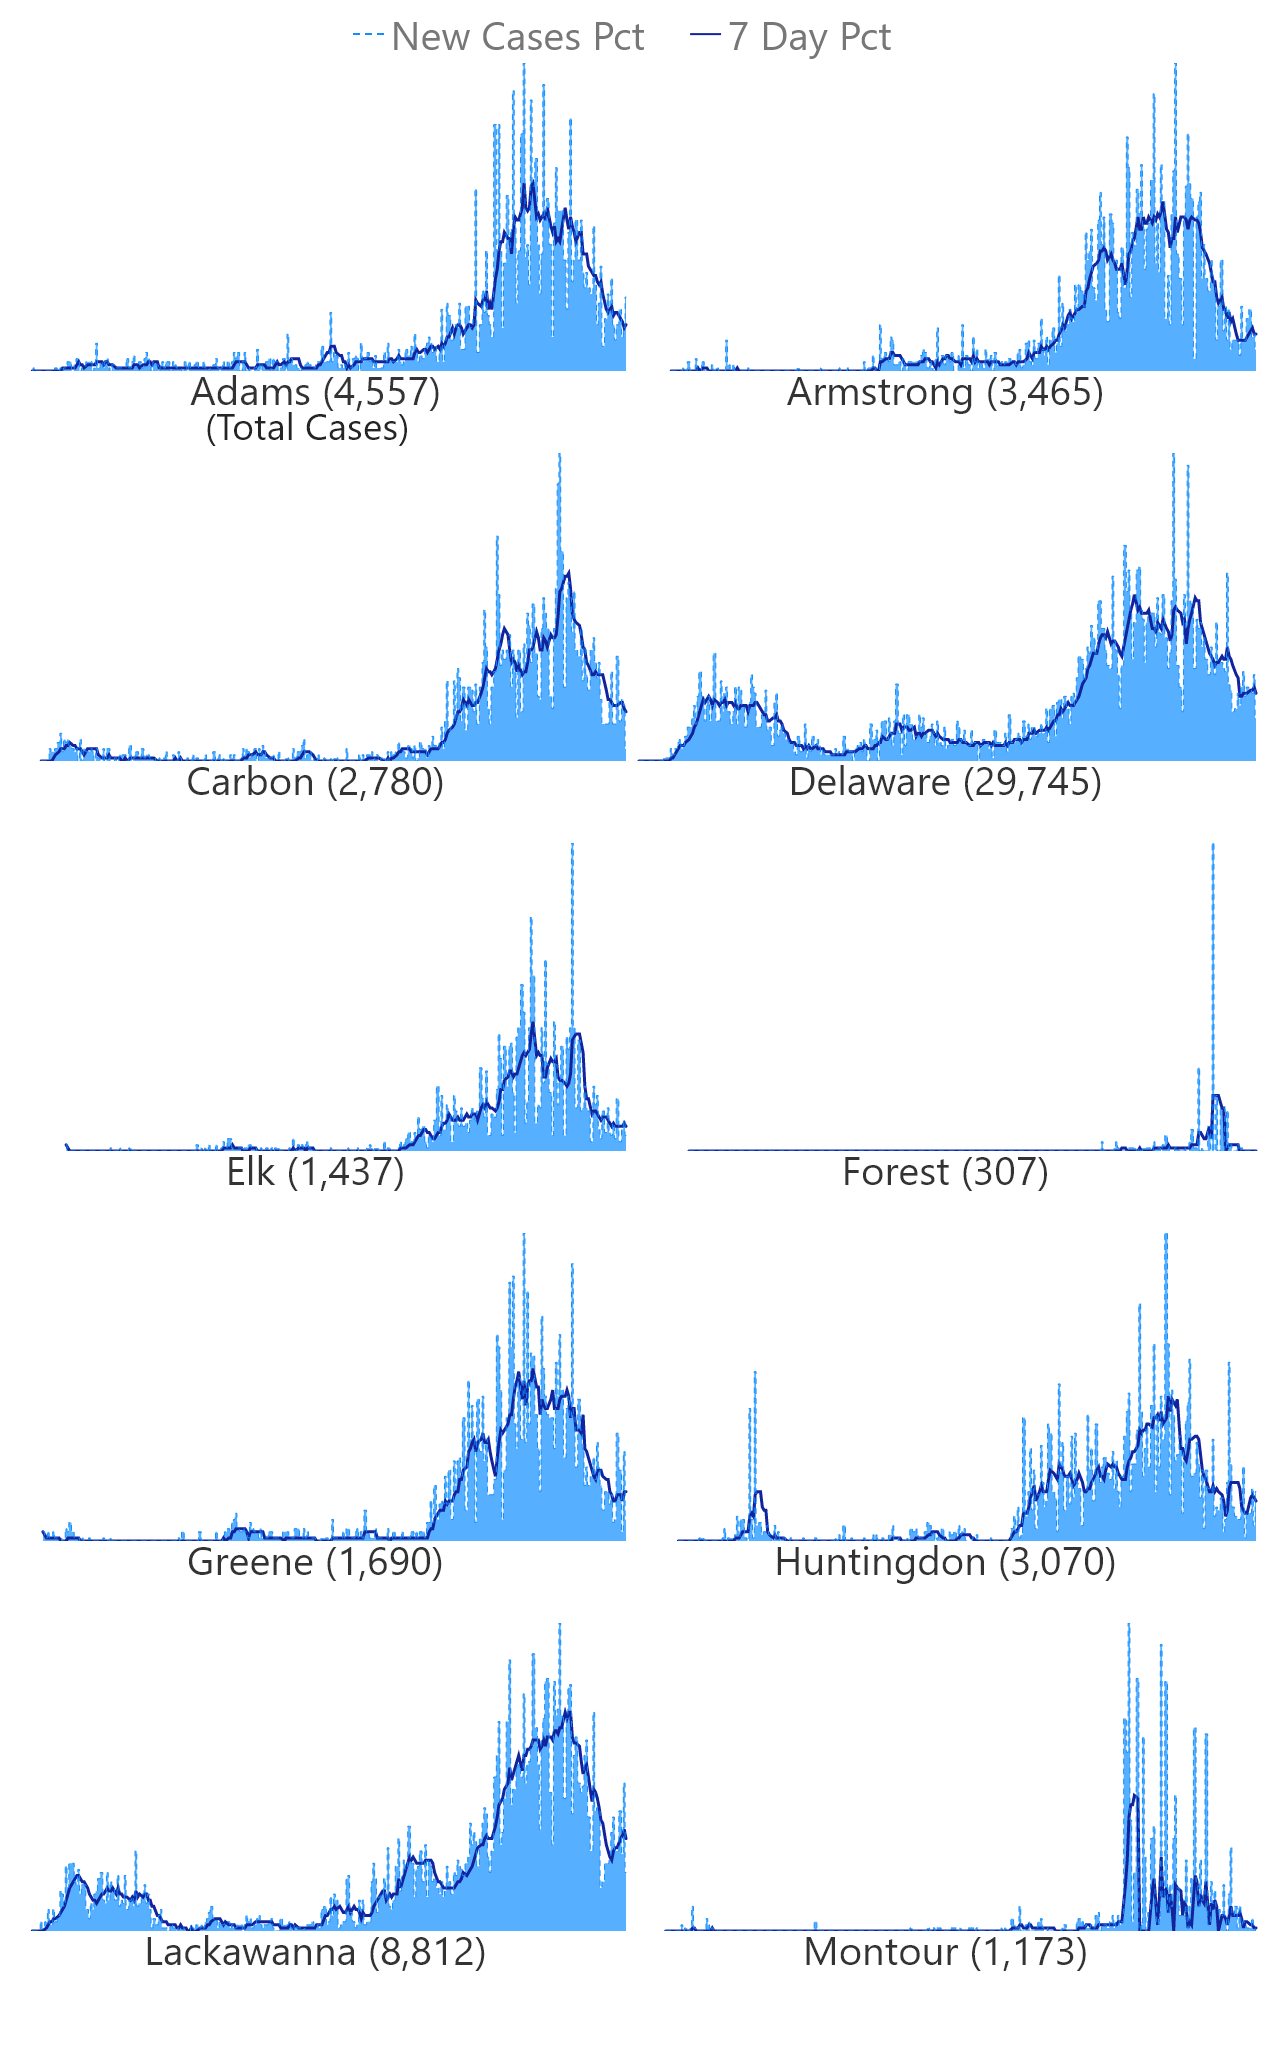 New Cases Pct 7 Day Pct
Adams (4,557) Armstrong (3,465)
(Total Cases)
Carbon (2,780) Delaware (29,745)
Elk (1,437) Forest (307)
Greene (1,690) Huntingdon (3,070)
Lackawanna (8,812) Montour (1,173)